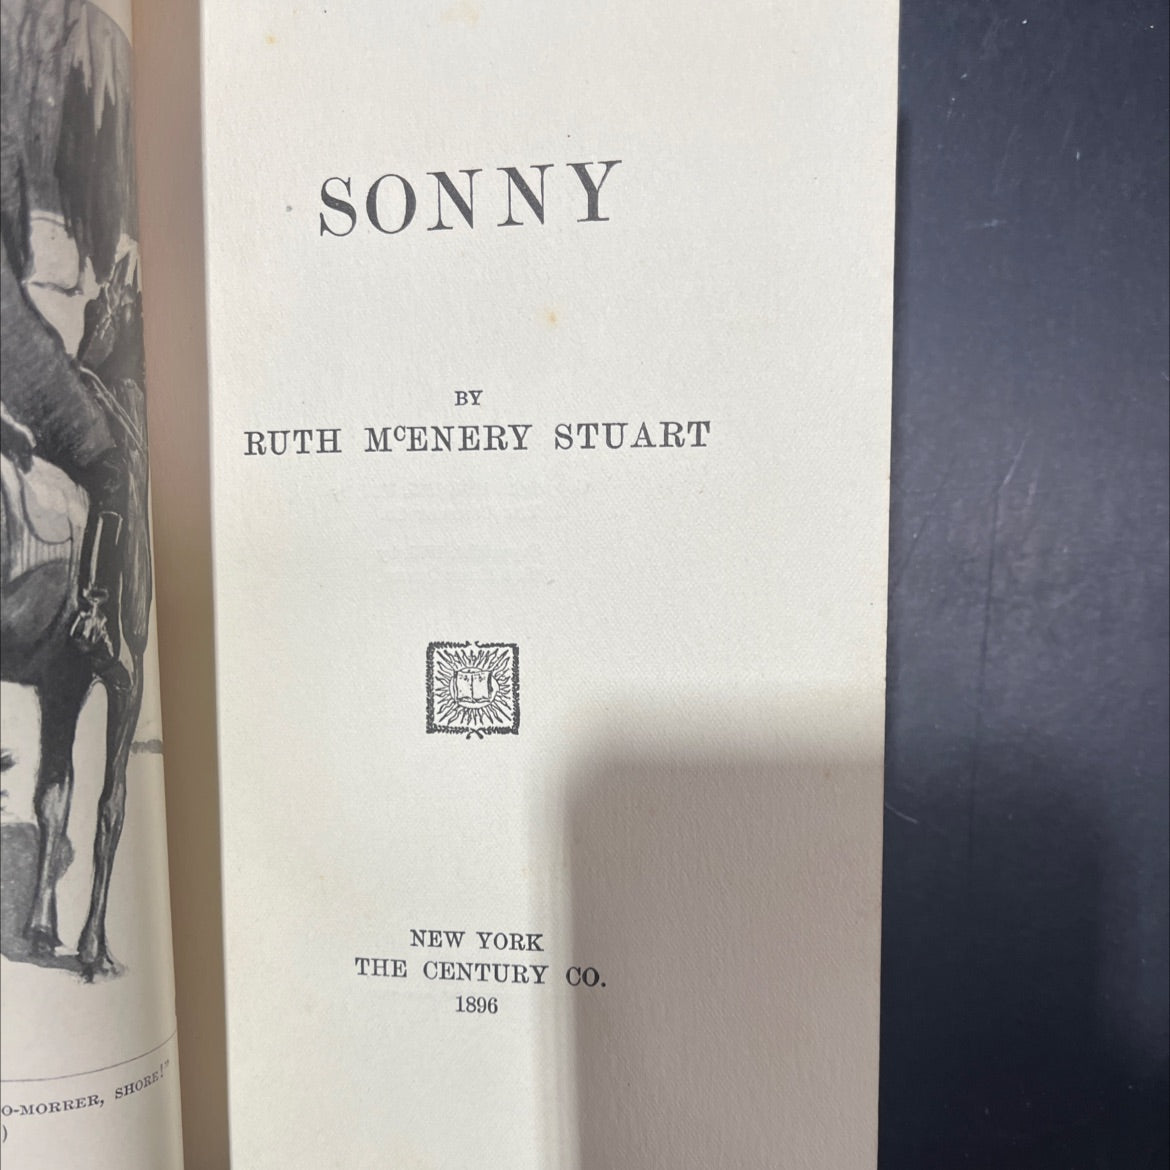 SONNY
BY
RUTH McENERY STUART
NEW YORK
THE CENTURY CO.
1896
O-MORRER, SHORE!"
)